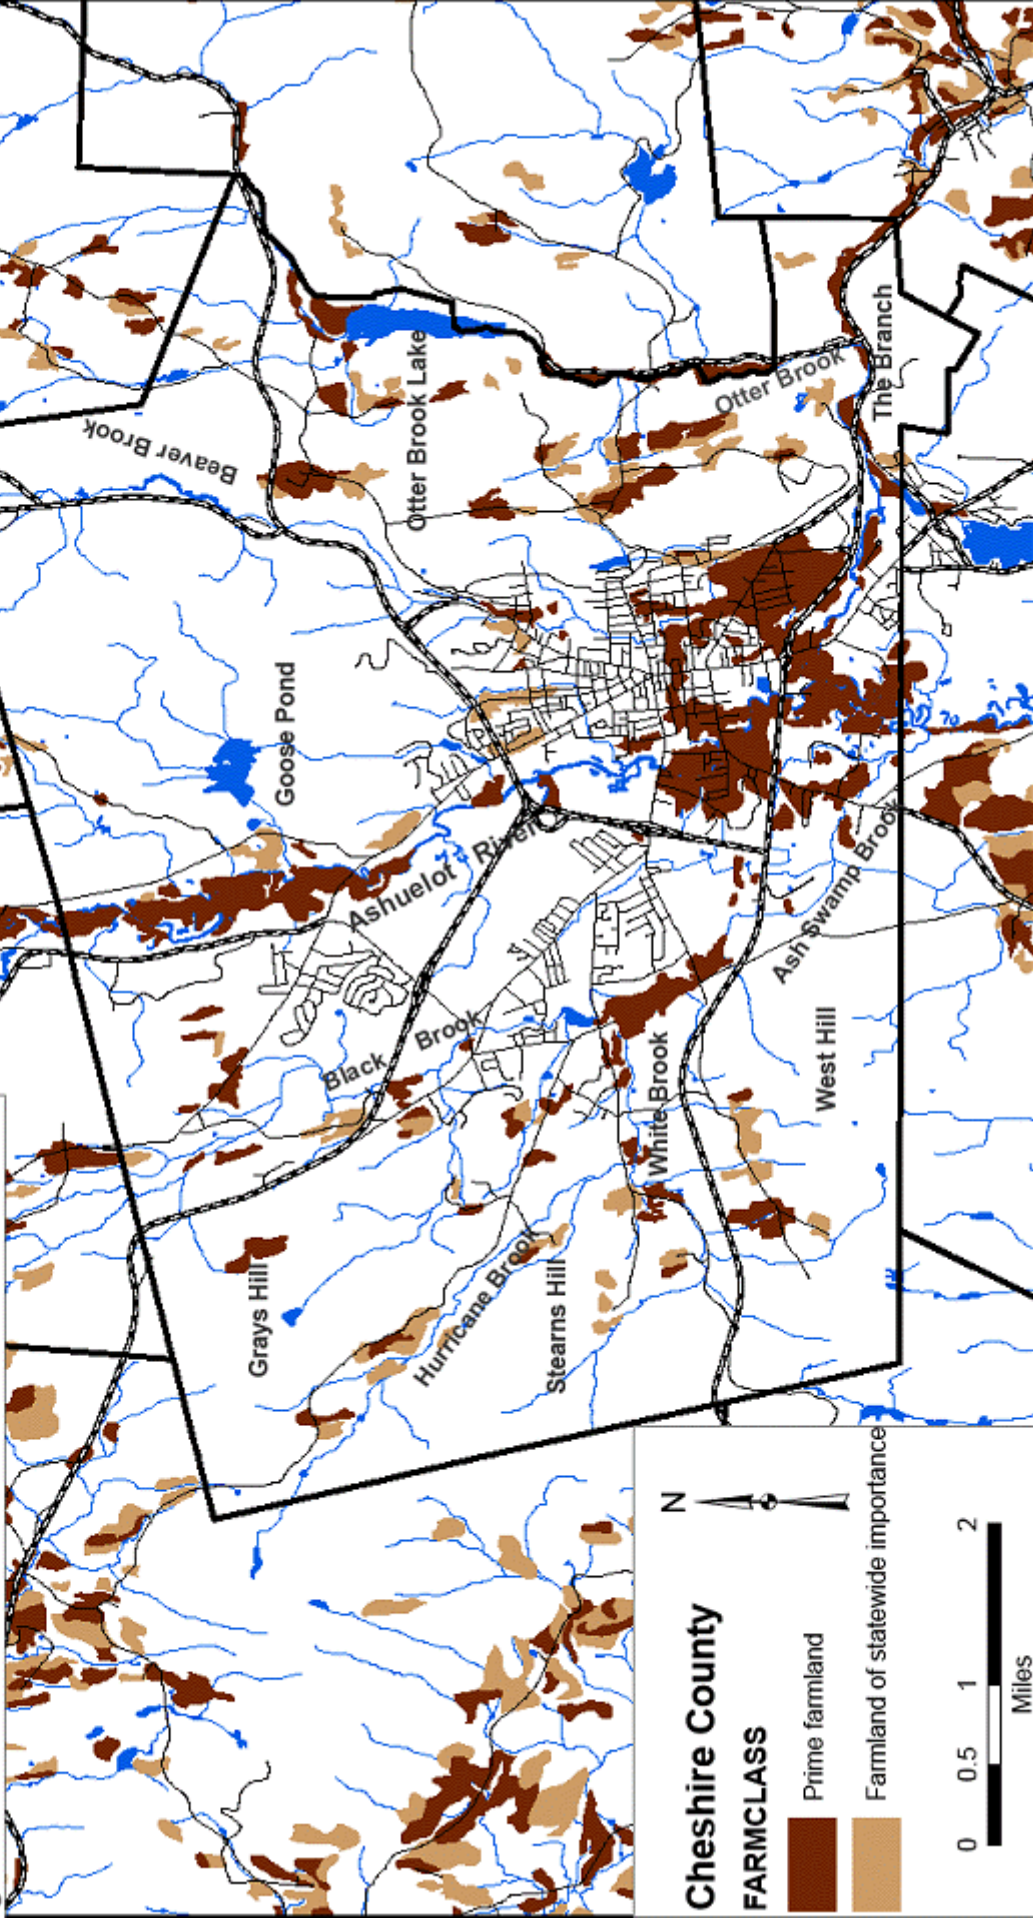 Beaver Brook
Otter Brook Lake
Otter Brook
The Branch
Goose Pond
Ashuelot River
Ash Swamp Brook
Black Brook
White Brook
West Hill
Grays Hill
Hurricane Brook
Stearns Hill
Cheshire County
FARMCLASS
Prime farmland
Farmland of statewide importance
N
0 0.5 1 2
Miles